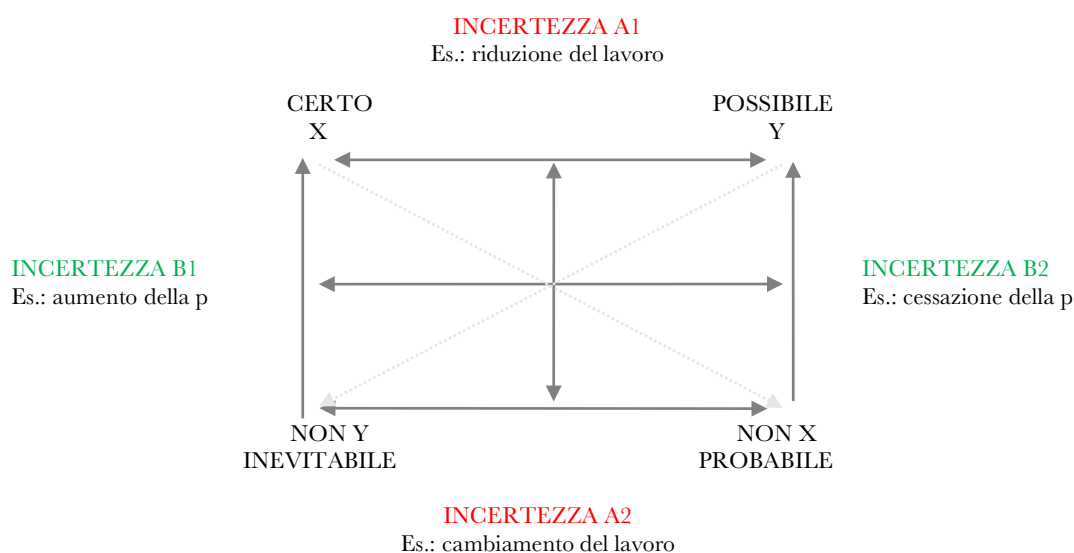 INCERTEZZA A1
Es.: riduzione del lavoro
CERTO
X
POSSIBILE
Y
INCERTEZZA B1
Es.: aumento della p
INCERTEZZA B2
Es.: cessazione della p
NON Y
INEVITABILE
NON X
PROBABILE
INCERTEZZA A2
Es.: cambiamento del lavoro